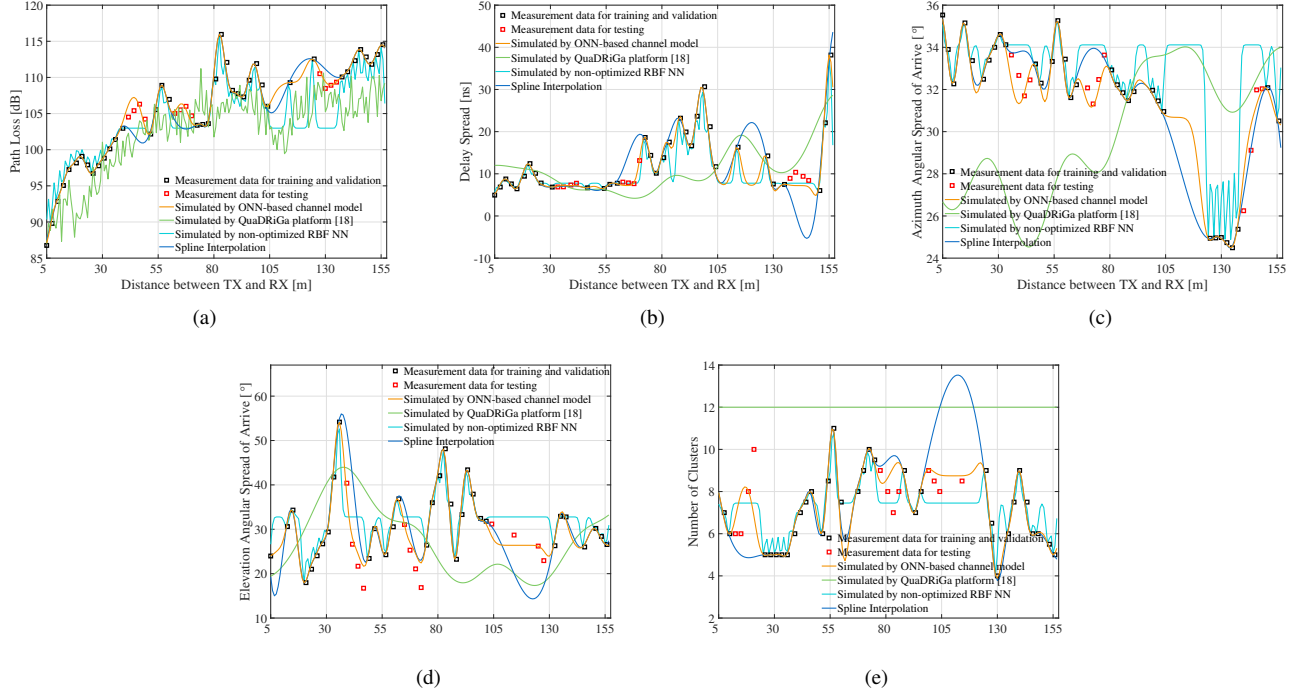 120
115
110
105
100
95
90
85
Path Loss [dB]
Measurement data for training and validation
Measurement data for testing
Simulated by ONN-based channel model
Simulated by QuaDRiGa platform [18]
Simulated by non-optimized RBF NN
Spline Interpolation
5 30 55 80 105 130 155
Distance between TX and RX [m]
(a)
50
40
30
20
10
0
-10
Delay Spread [ns]
Measurement data for training and validation
Measurement data for testing
Simulated by ONN-based channel model
Simulated by QuaDRiGa platform [18]
Simulated by non-optimized RBF NN
Spline Interpolation
5 30 55 80 105 130 155
Distance between TX and RX [m]
(b)
36
34
32
30
28
26
24
Azimuth Angular Spread of Arrive [°]
Measurement data for training and validation
Measurement data for testing
Simulated by ONN-based channel model
Simulated by QuaDRiGa platform [18]
Simulated by non-optimized RBF NN
Spline Interpolation
5 30 55 80 105 130 155
Distance between TX and RX [m]
(c)
60
50
40
30
20
10
Elevation Angular Spread of Arrive [°]
Measurement data for training and validation
Measurement data for testing
Simulated by ONN-based channel model
Simulated by QuaDRiGa platform [18]
Simulated by non-optimized RBF NN
Spline Interpolation
5 30 55 80 105 130 155
Distance between TX and RX [m]
(d)
14
12
10
8
6
4
2
Number of Clusters
Measurement data for training and validation
Measurement data for testing
Simulated by ONN-based channel model
Simulated by QuaDRiGa platform [18]
Simulated by non-optimized RBF NN
Spline Interpolation
5 30 55 80 105 130 155
Distance between TX and RX [m]
(e)